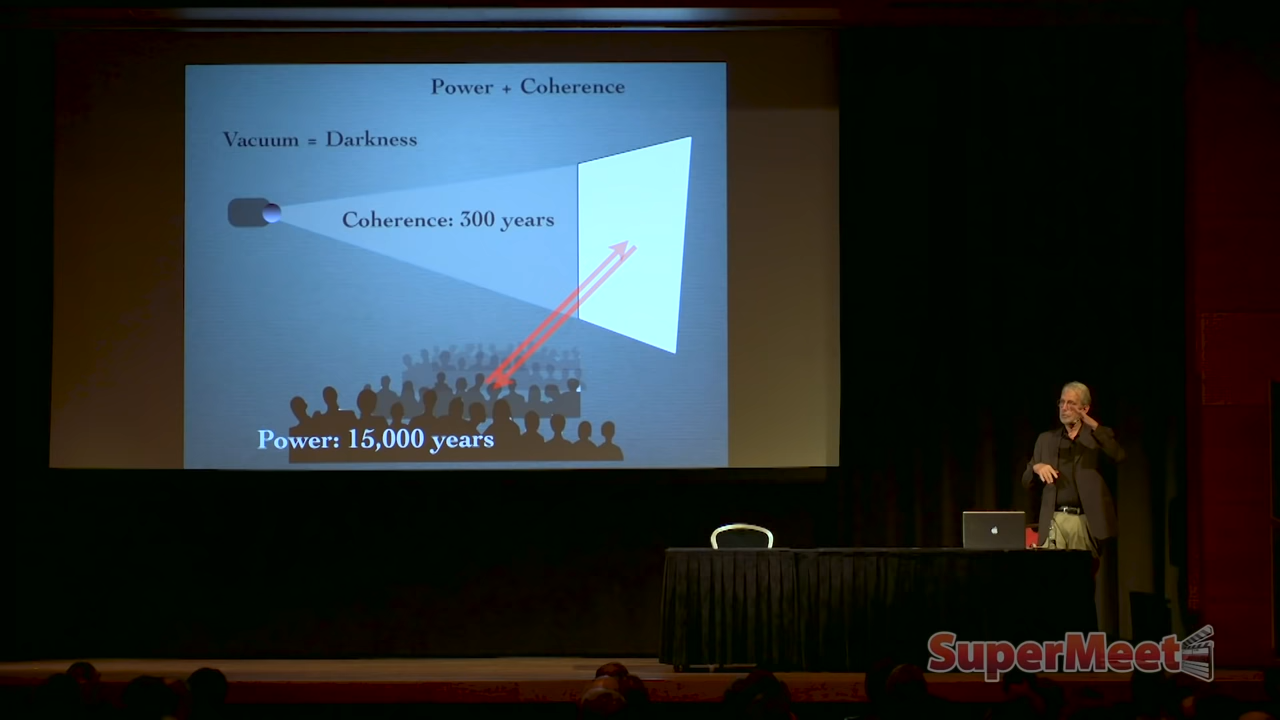 Power + Coherence
Vacuum = Darkness
Coherence: 300 years
Power: 15,000 years
SuperMeet